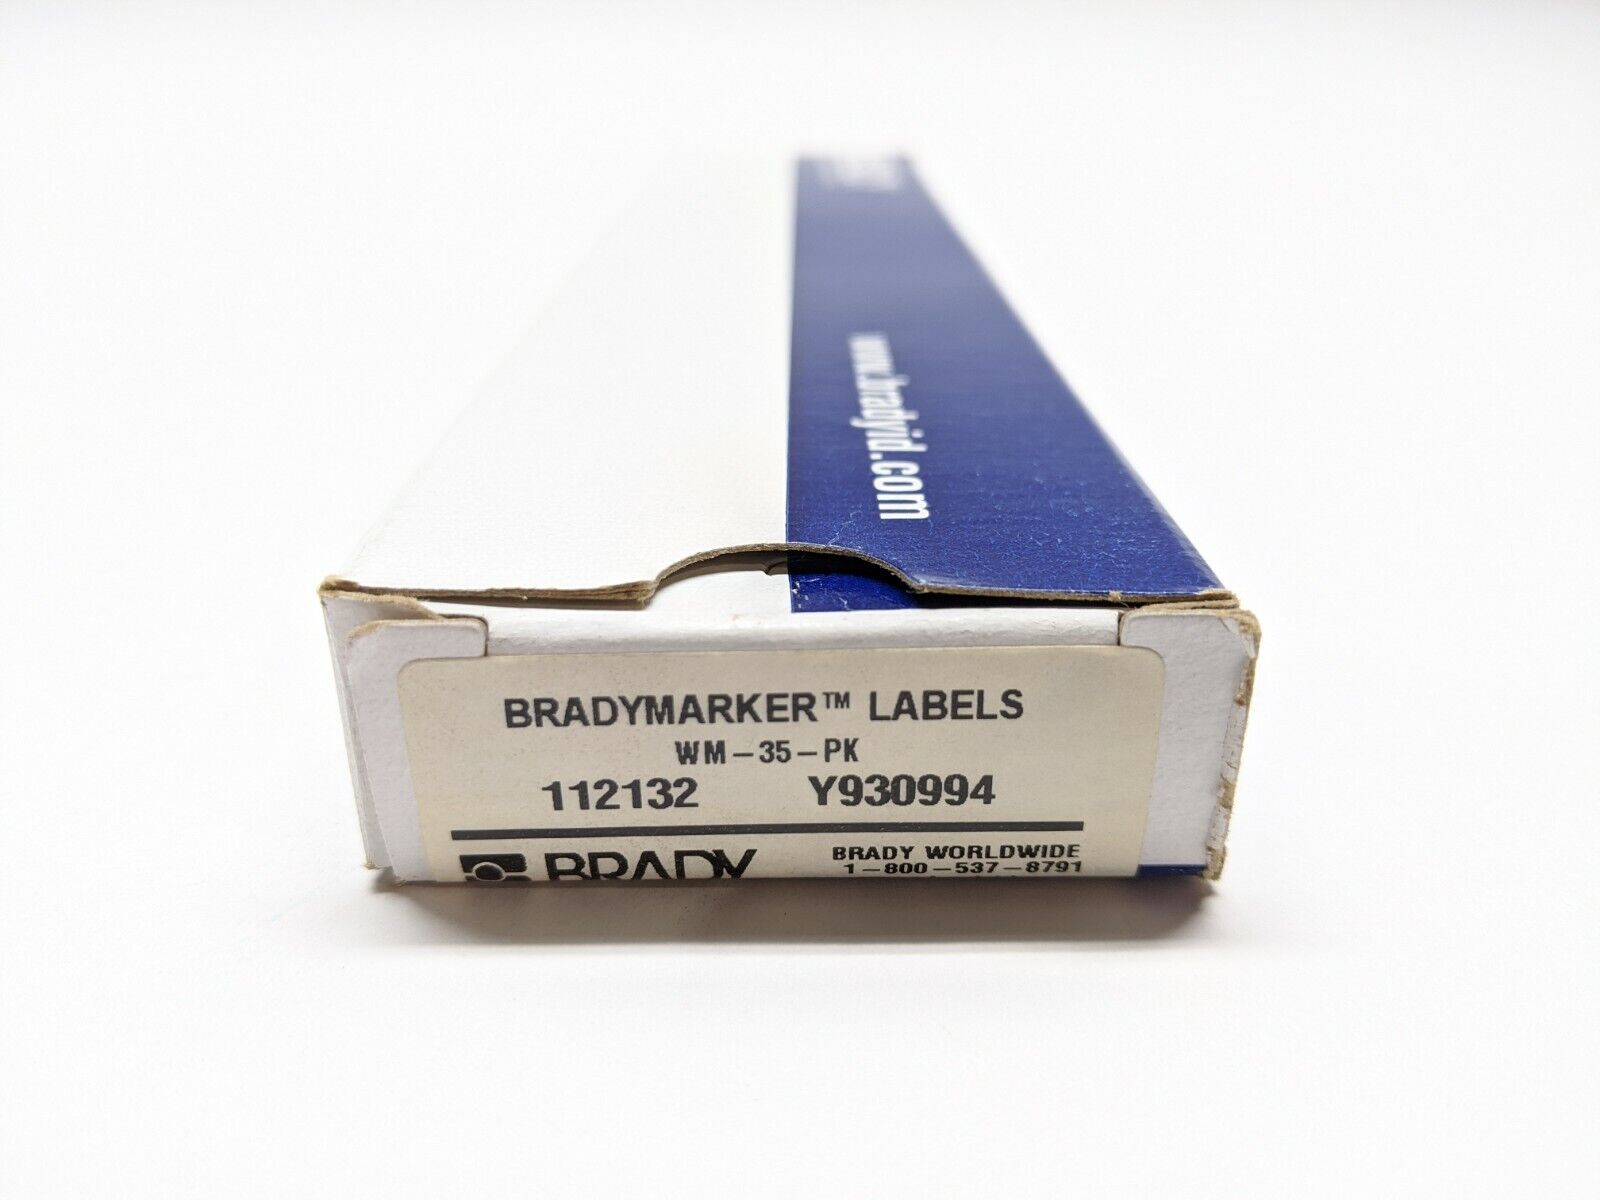 www.bradyid.com
BRADYMARKER™ LABELS
WM-35-PK
112132 Y930994
BRADY
BRADY WORLDWIDE
1-800-537-8791